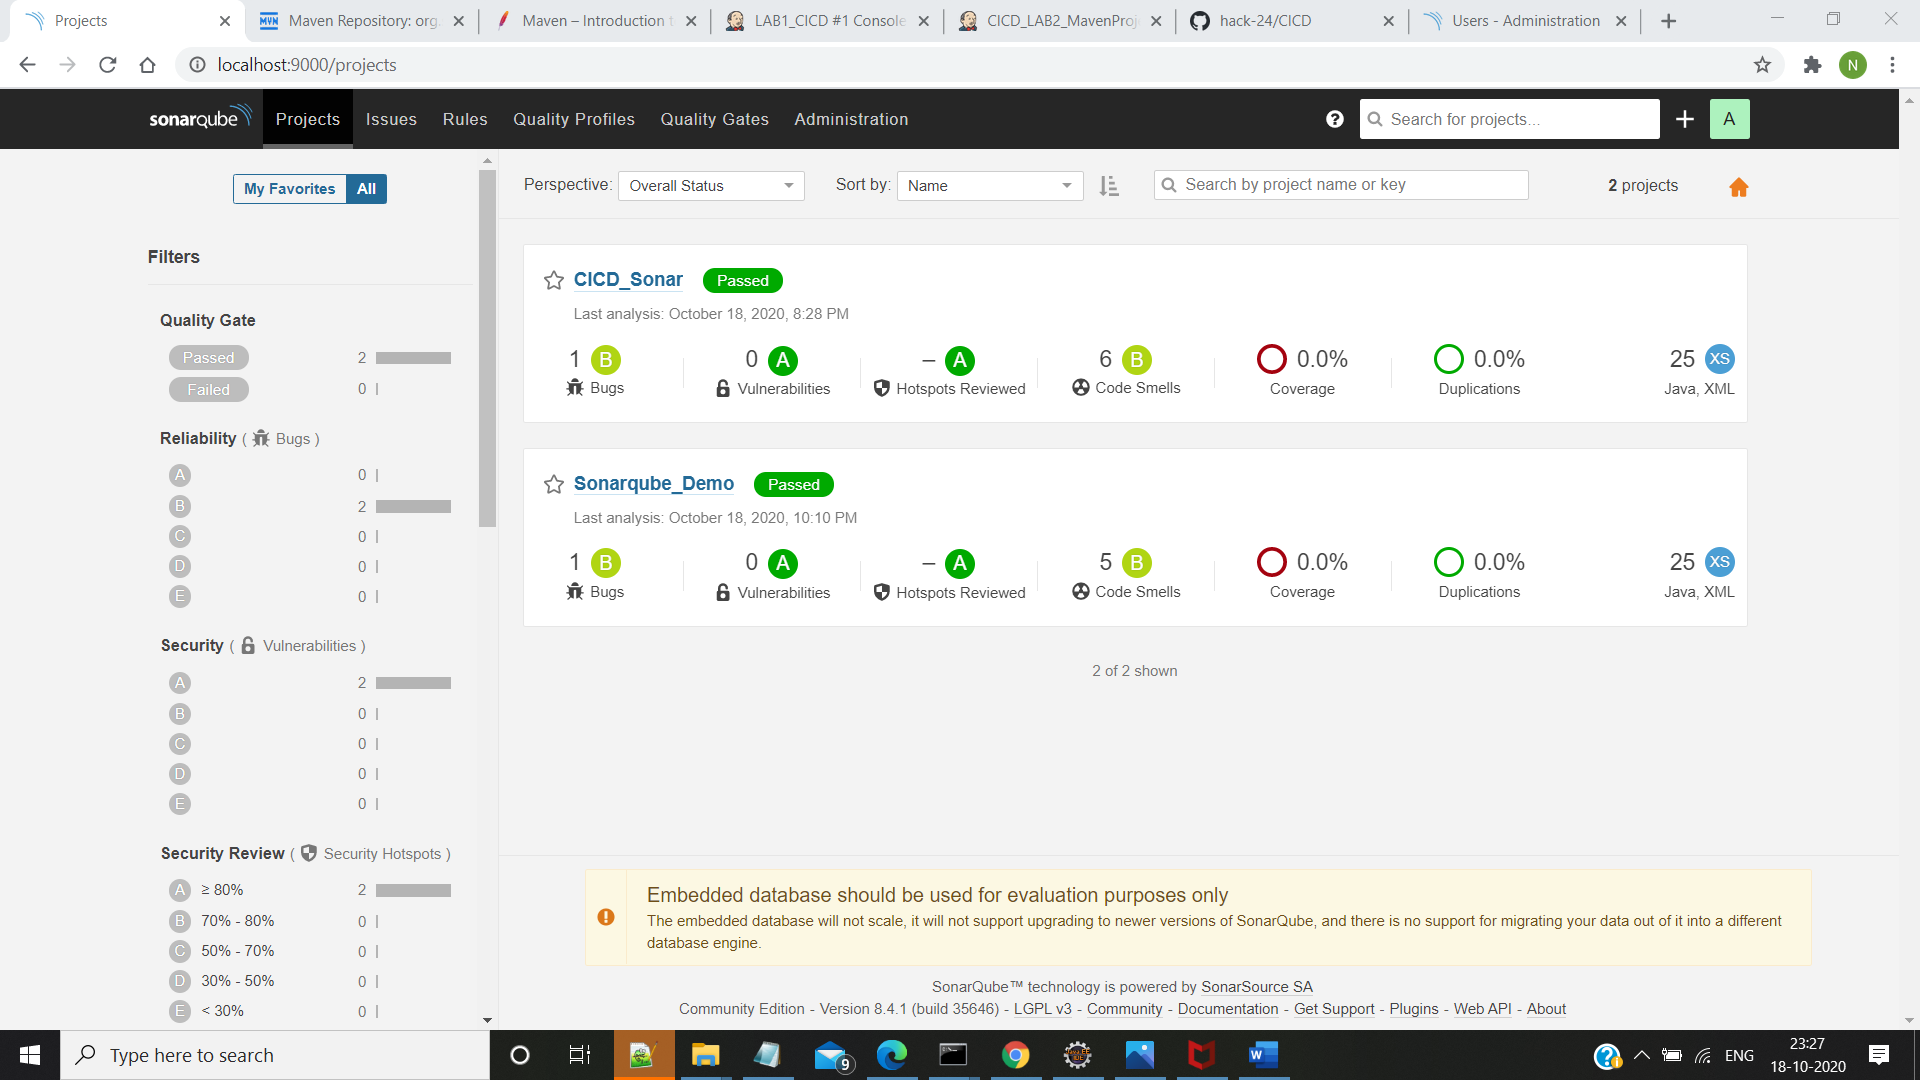 Projects
Maven Repository: org.
Maven – Introduction t
LAB1_CICD #1 Console
CICD_LAB2_MavenProj
hack-24/CICD
Users - Administration
localhost:9000/projects
N
sonarqube
Projects
Issues
Rules
Quality Profiles
Quality Gates
Administration
Search for projects...
A
My Favorites
All
Perspective:
Overall Status
Sort by:
Name
Search by project name or key
2 projects
Filters
Quality Gate
Passed 2
Failed 0
Reliability ( Bugs )
A 0
B 2
C 0
D 0
E 0
Security ( Vulnerabilities )
A 2
B 0
C 0
D 0
E 0
Security Review ( Security Hotspots )
A ≥ 80% 2
B 70% - 80% 0
C 50% - 70% 0
D 30% - 50% 0
E < 30% 0
CICD_Sonar Passed
Last analysis: October 18, 2020, 8:28 PM
1 B 0 A – A 6 B 0.0% 0.0% 25 XS
Bugs Vulnerabilities Hotspots Reviewed Code Smells Coverage Duplications Java, XML
Sonarqube_Demo Passed
Last analysis: October 18, 2020, 10:10 PM
1 B 0 A – A 5 B 0.0% 0.0% 25 XS
Bugs Vulnerabilities Hotspots Reviewed Code Smells Coverage Duplications Java, XML
2 of 2 shown
Embedded database should be used for evaluation purposes only
The embedded database will not scale, it will not support upgrading to newer versions of SonarQube, and there is no support for migrating your data out of it into a different
database engine.
SonarQube™ technology is powered by SonarSource SA
Community Edition - Version 8.4.1 (build 35646) - LGPL v3 - Community - Documentation - Get Support - Plugins - Web API - About
Type here to search
9
ENG
23:27
18-10-2020